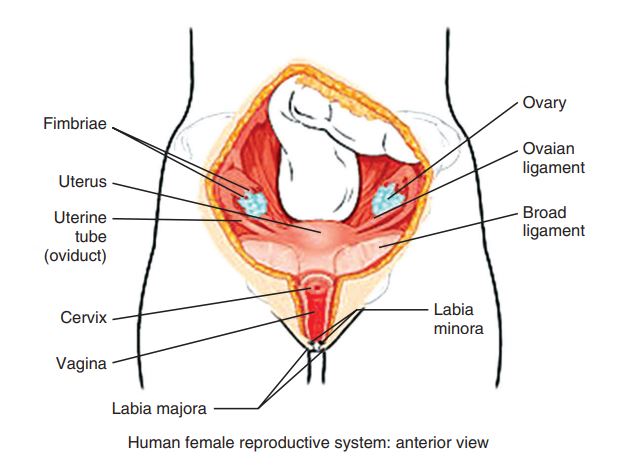 Fimbriae
Uterus
Uterine
tube
(oviduct)
Cervix
Vagina
Labia majora
Ovary
Ovaian
ligament
Broad
ligament
Labia
minora
Human female reproductive system: anterior view